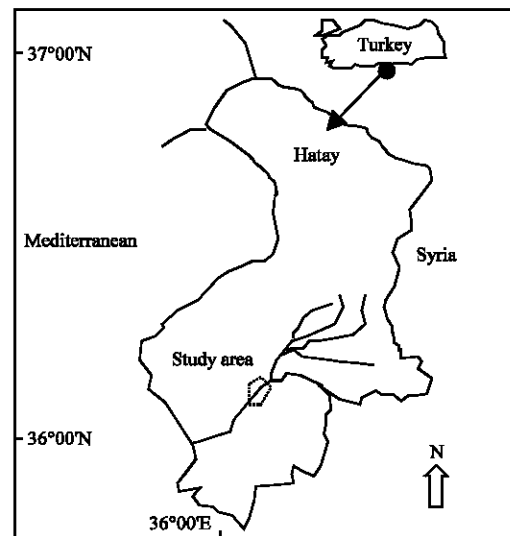 37°00'N
Turkey
Hatay
Mediterranean
Syria
Study area
36°00'N
N
36°00'E